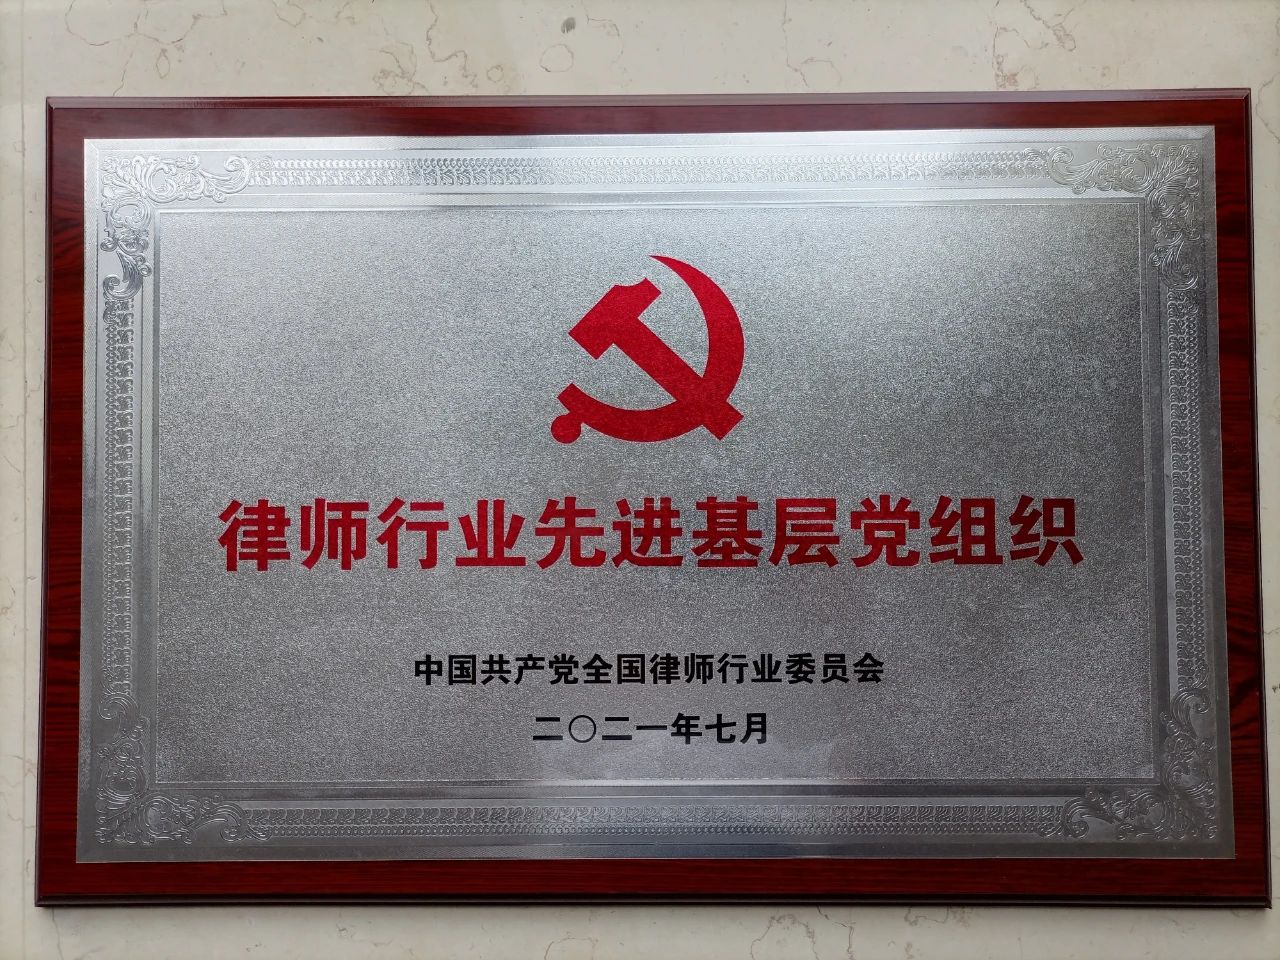 律师行业先进基层党组织
中国共产党全国律师行业委员会
二〇二一年七月